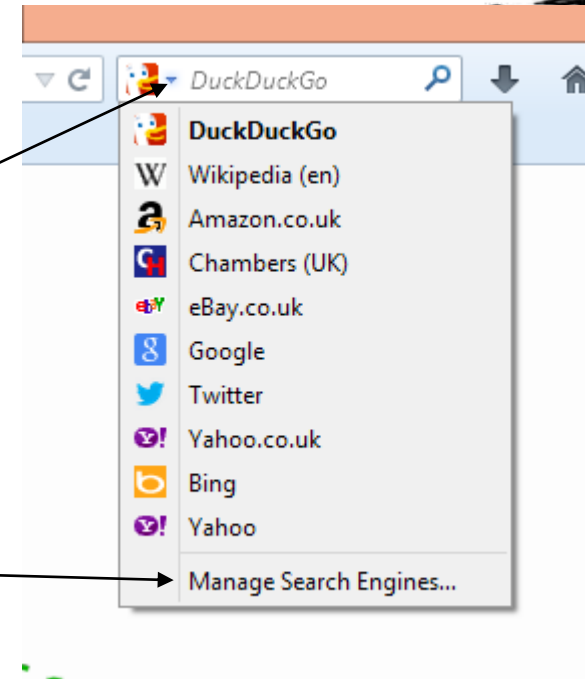 DuckDuckGo
DuckDuckGo
Wikipedia (en)
Amazon.co.uk
Chambers (UK)
eBay.co.uk
Google
Twitter
Yahoo.co.uk
Bing
Yahoo
Manage Search Engines...